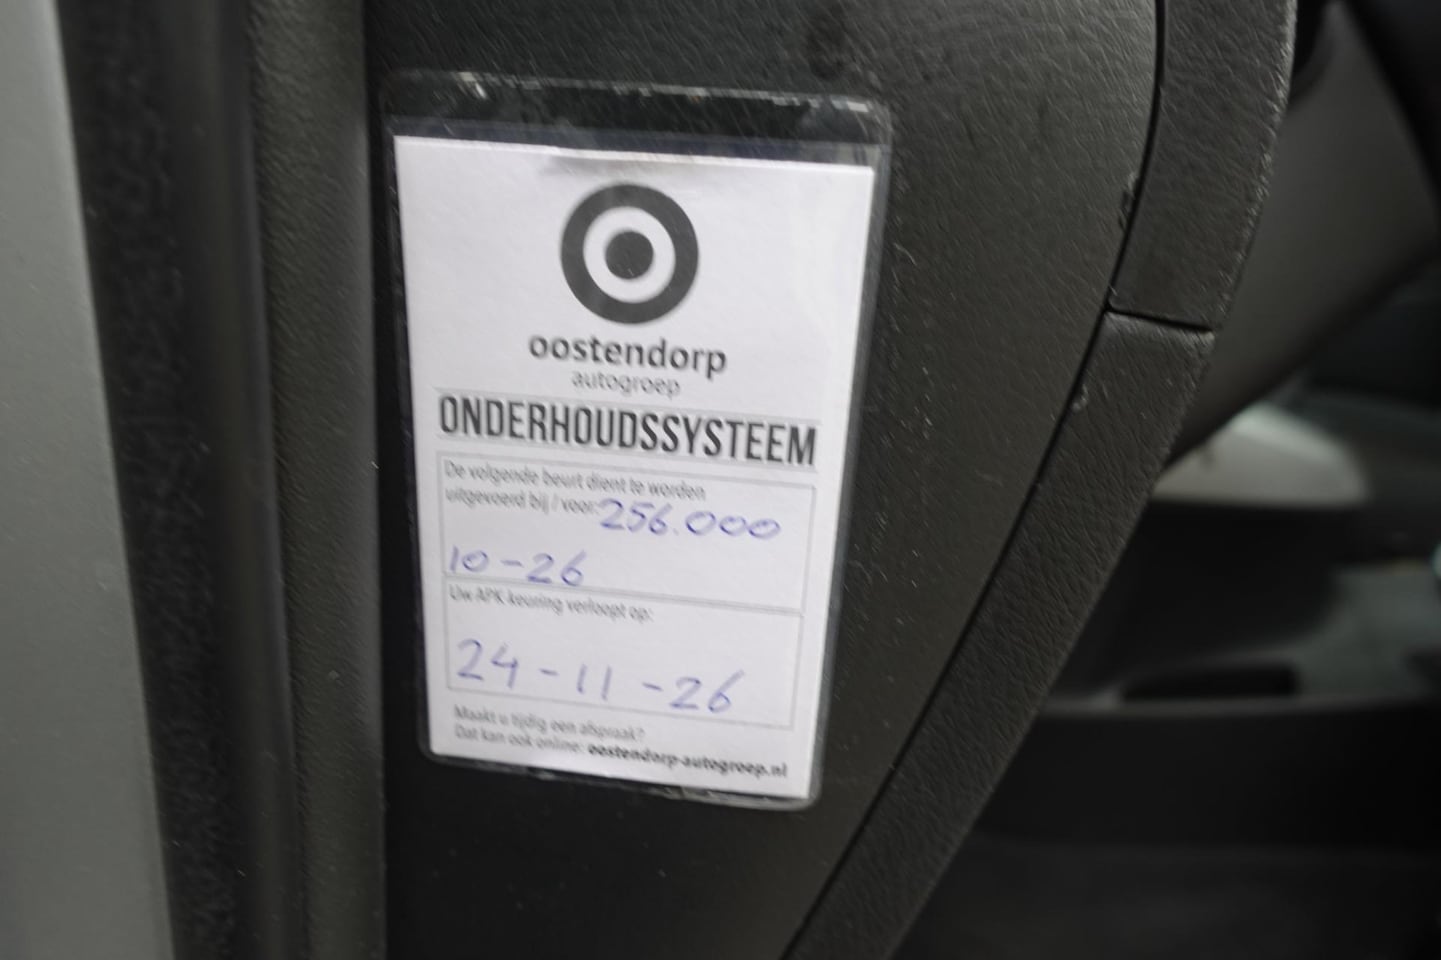 oostendorp
autogroep
ONDERHOUDSSYSTEEM
De volgende beurt dient te worden
uitgevoerd bij / voor: 256.000
10-26
Uw APK keuring verloopt op:
24-11-26
Maakt u tijdig een afspraak?
Dat kan ook online: oostendorp-autogroep.nl